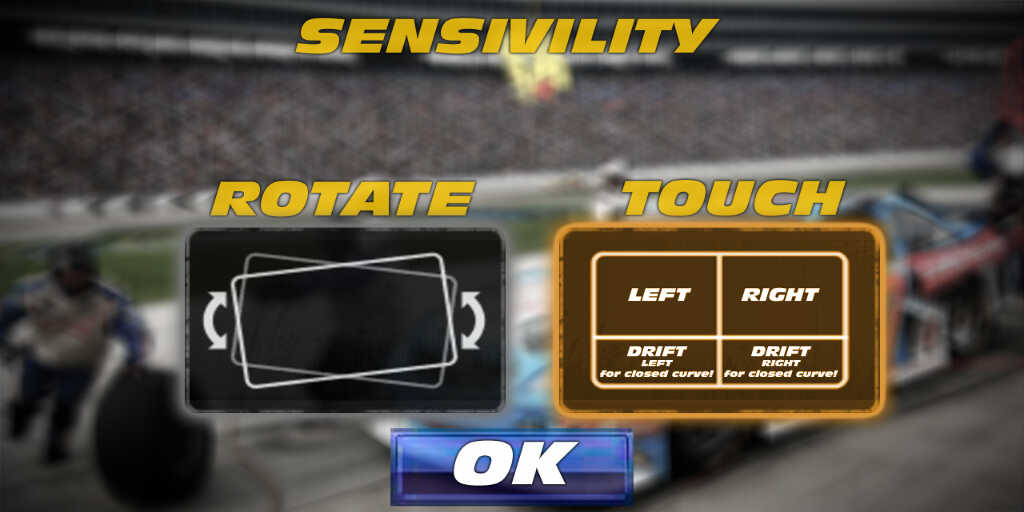 SENSIVILITY
ROTATE
TOUCH
LEFT
RIGHT
DRIFT
LEFT
for closed curve!
DRIFT
RIGHT
for closed curve!
OK